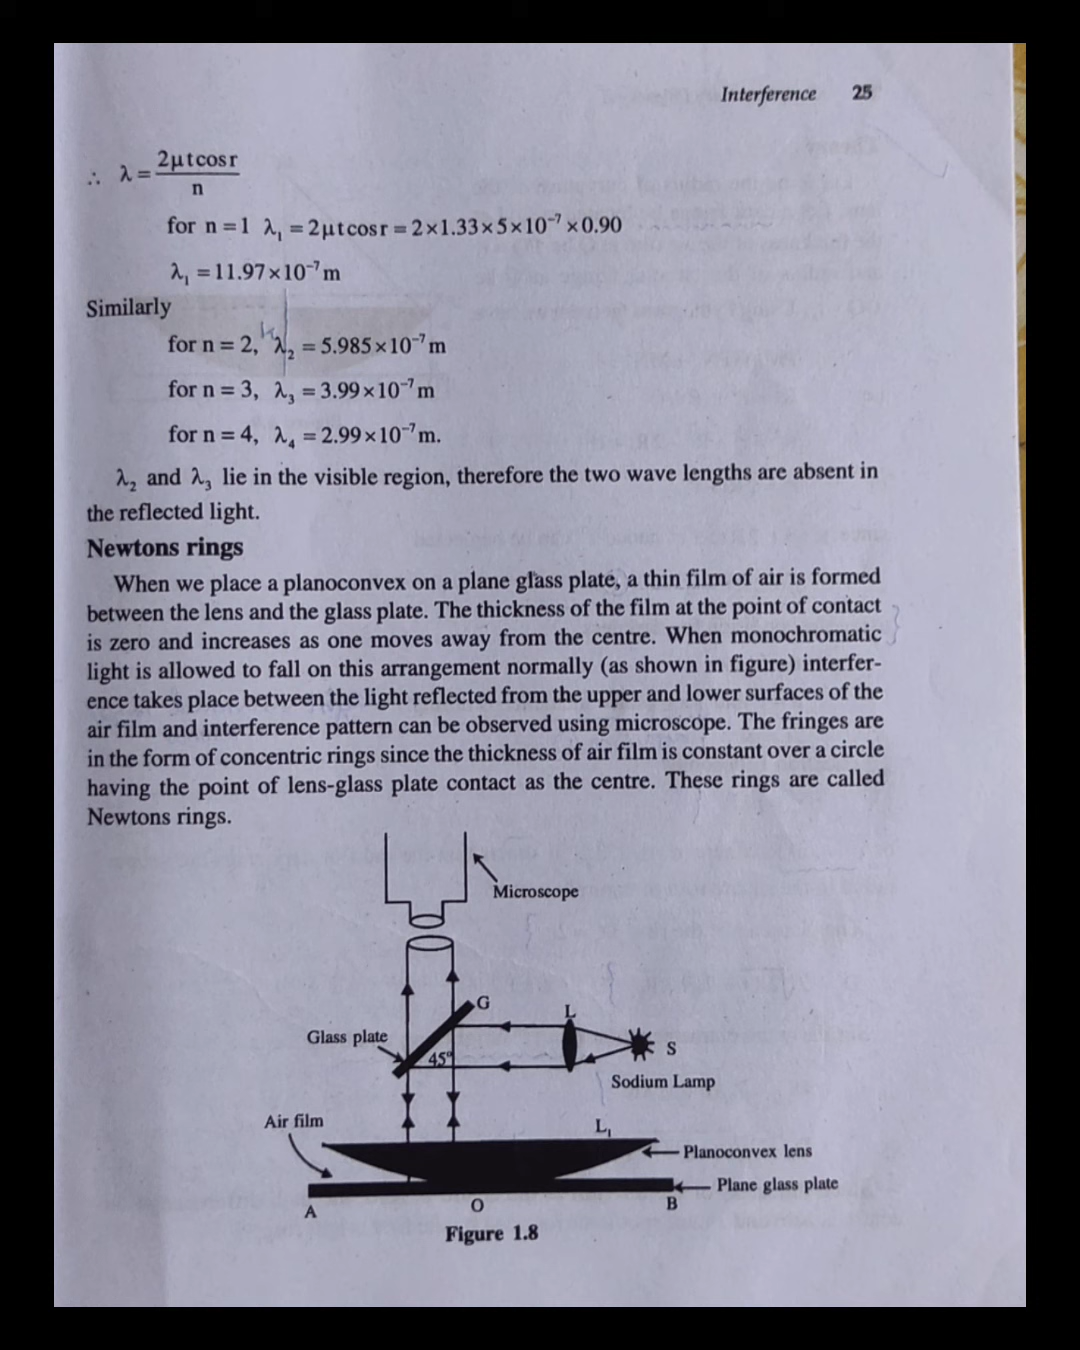 Interference 25
∴ λ = 2μtcosr / n
for n = 1 λ₁ = 2μtcosr = 2×1.33×5×10⁻⁷×0.90
λ₁ = 11.97×10⁻⁷m
Similarly
for n = 2, λ₂ = 5.985×10⁻⁷m
for n = 3, λ₃ = 3.99×10⁻⁷m
for n = 4, λ₄ = 2.99×10⁻⁷m.
λ₂ and λ₃ lie in the visible region, therefore the two wave lengths are absent in
the reflected light.
Newtons rings
When we place a planoconvex on a plane glass plate, a thin film of air is formed
between the lens and the glass plate. The thickness of the film at the point of contact
is zero and increases as one moves away from the centre. When monochromatic
light is allowed to fall on this arrangement normally (as shown in figure) interfer-
ence takes place between the light reflected from the upper and lower surfaces of the
air film and interference pattern can be observed using microscope. The fringes are
in the form of concentric rings since the thickness of air film is constant over a circle
having the point of lens-glass plate contact as the centre. These rings are called
Newtons rings.
Microscope
G
L
Glass plate
45°
S
Sodium Lamp
Air film
L₁
Planoconvex lens
Plane glass plate
A
O
B
Figure 1.8